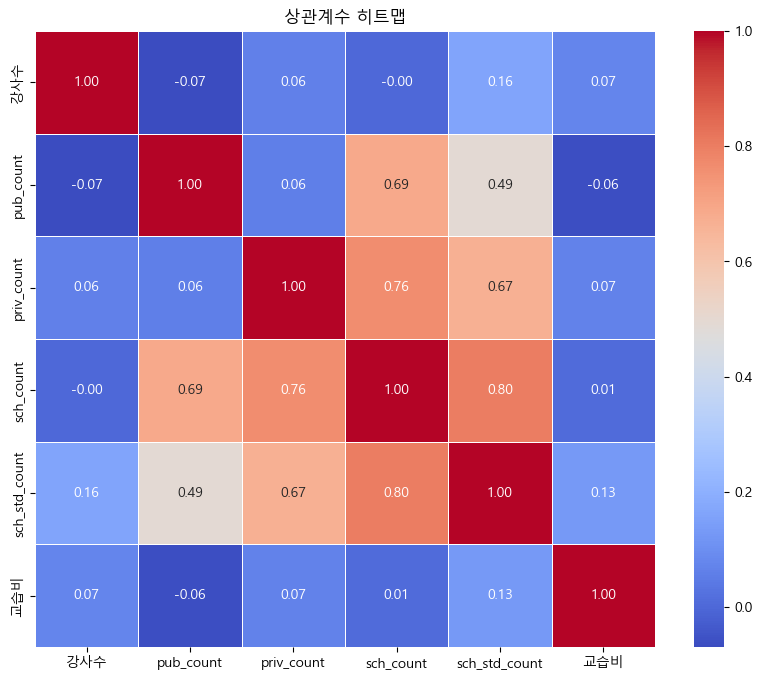 상관계수 히트맵
강사수 1.00 -0.07 0.06 -0.00 0.16 0.07
pub_count -0.07 1.00 0.06 0.69 0.49 -0.06
priv_count 0.06 0.06 1.00 0.76 0.67 0.07
sch_count -0.00 0.69 0.76 1.00 0.80 0.01
sch_std_count 0.16 0.49 0.67 0.80 1.00 0.13
교습비 0.07 -0.06 0.07 0.01 0.13 1.00
강사수 pub_count priv_count sch_count sch_std_count 교습비
1.0
0.8
0.6
0.4
0.2
0.0